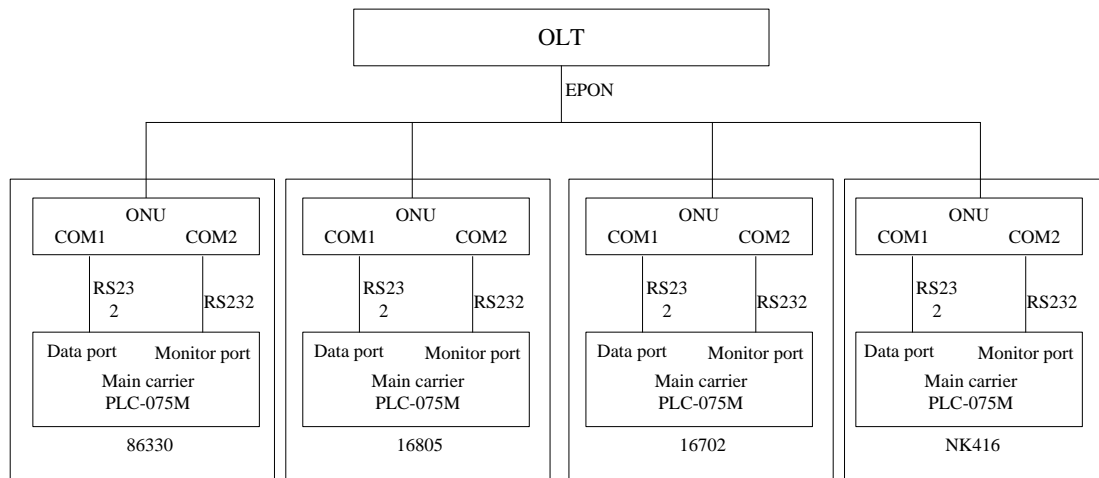 OLT
EPON
ONU
COM1 COM2
RS23
2
RS232
Data port Monitor port
Main carrier
PLC-075M
86330
ONU
COM1 COM2
RS23
2
RS232
Data port Monitor port
Main carrier
PLC-075M
16805
ONU
COM1 COM2
RS23
2
RS232
Data port Monitor port
Main carrier
PLC-075M
16702
ONU
COM1 COM2
RS23
2
RS232
Data port Monitor port
Main carrier
PLC-075M
NK416